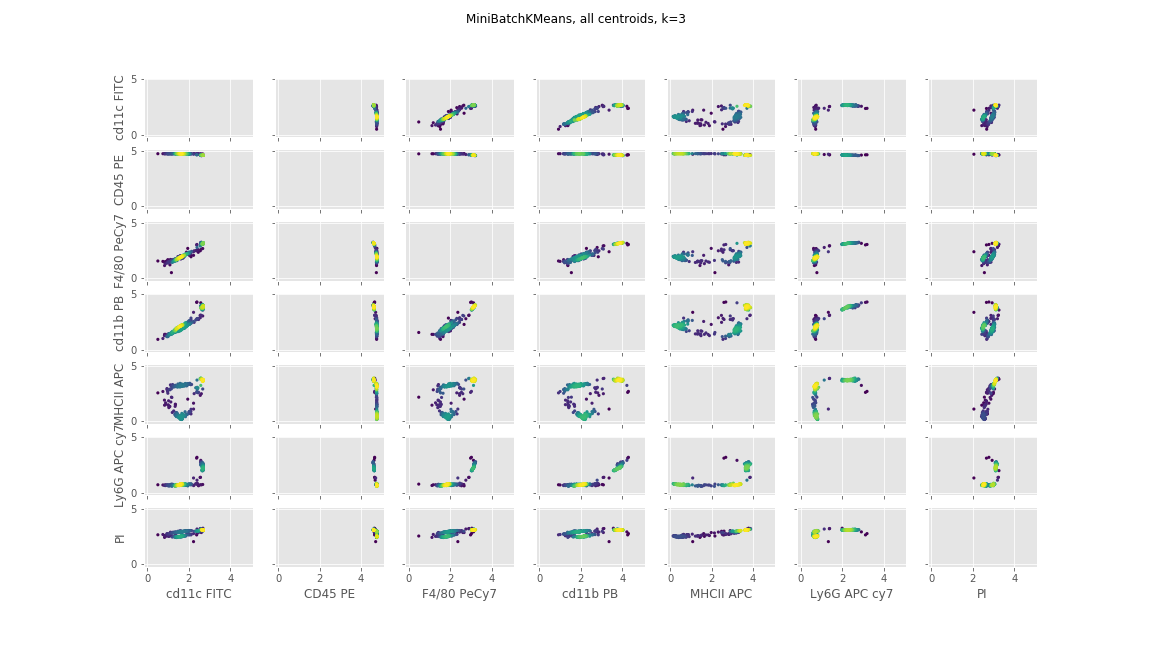 MiniBatchKMeans, all centroids, k=3
cd11c FITC
5
0
CD45 PE
5
0
F4/80 PeCy7
5
0
cd11b PB
5
0
MHCII APC
5
0
Ly6G APC cy7
5
0
PI
5
0
0 2 4 0 2 4 0 2 4 0 2 4 0 2 4 0 2 4 0 2 4
cd11c FITC CD45 PE F4/80 PeCy7 cd11b PB MHCII APC Ly6G APC cy7 PI